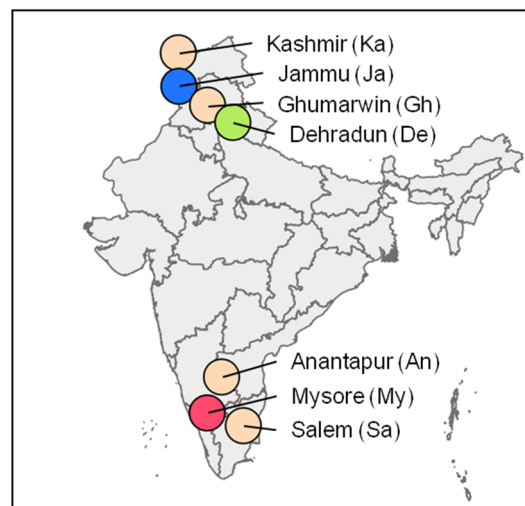 Kashmir (Ka)
Jammu (Ja)
Ghumarwin (Gh)
Dehradun (De)
Anantapur (An)
Mysore (My)
Salem (Sa)